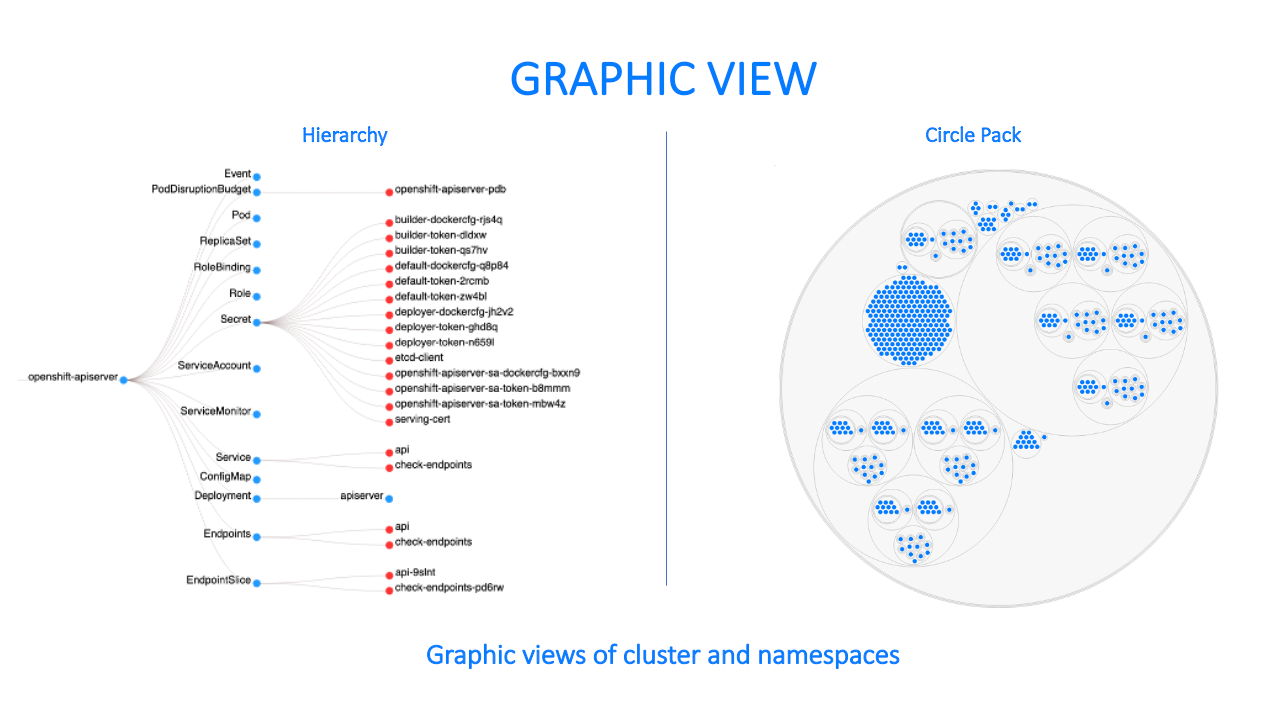 GRAPHIC VIEW
Hierarchy
Circle Pack
Event
PodDisruptionBudget
openshift-apiserver-pdb
Pod
builder-dockercfg-rjs4q
builder-token-dldxw
ReplicaSet
builder-token-qs7hv
RoleBinding
default-dockercfg-q8p84
default-token-2rcmb
Role
default-token-zw4bl
deployer-dockercfg-jh2v2
Secret
deployer-token-ghd8q
deployer-token-n659l
etcd-client
ServiceAccount
openshift-apiserver-sa-dockercfg-bxxn9
openshift-apiserver
openshift-apiserver-sa-token-b8mmm
openshift-apiserver-sa-token-mbw4z
ServiceMonitor
serving-cert
api
Service
check-endpoints
ConfigMap
Deployment
apiserver
api
Endpoints
check-endpoints
api-9slnt
EndpointSlice
check-endpoints-pd6rw
Graphic views of cluster and namespaces